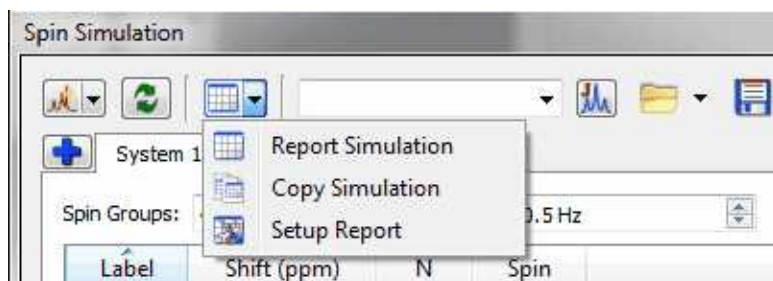 Spin Simulation
System 1
Report Simulation
Copy Simulation
Setup Report
Spin Groups:
0.5 Hz
Label Shift (ppm) N Spin